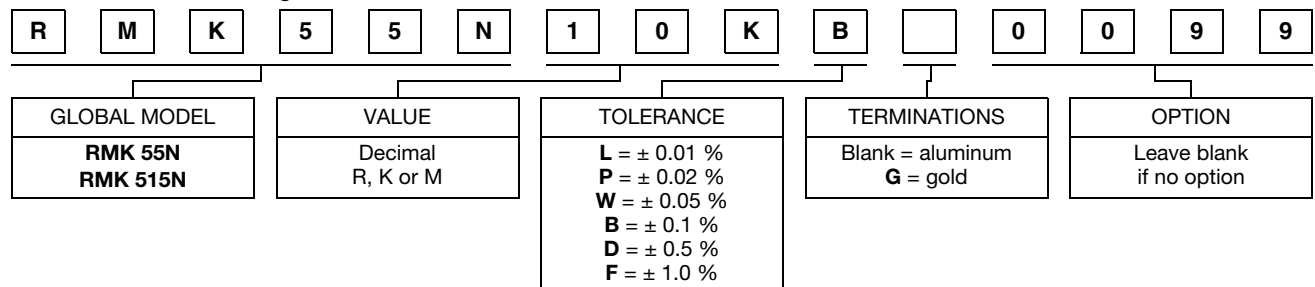 R M K 5 5 N 1 0 K B 0 0 9 9
GLOBAL MODEL
RMK 55N
RMK 515N
VALUE
Decimal
R, K or M
TOLERANCE
L = ± 0.01 %
P = ± 0.02 %
W = ± 0.05 %
B = ± 0.1 %
D = ± 0.5 %
F = ± 1.0 %
TERMINATIONS
Blank = aluminum
G = gold
OPTION
Leave blank
if no option